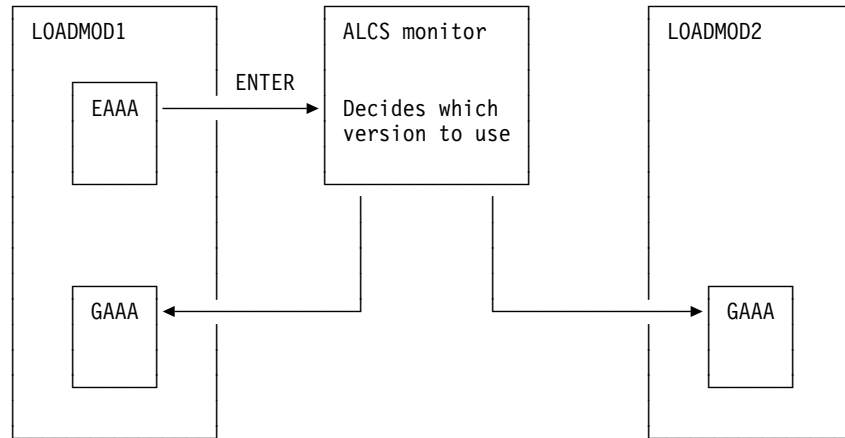 LOADMOD1
ALCS monitor
LOADMOD2
ENTER
EAAA
Decides which
version to use
GAAA
GAAA